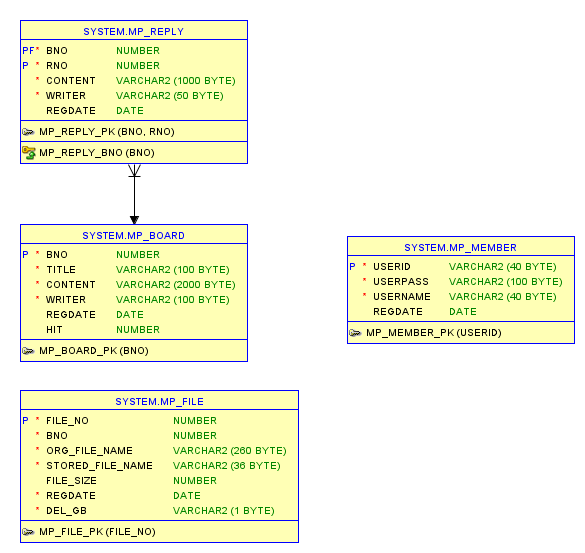 SYSTEM.MP_REPLY
PF* BNO NUMBER
P * RNO NUMBER
* CONTENT VARCHAR2 (1000 BYTE)
* WRITER VARCHAR2 (50 BYTE)
REGDATE DATE
MP_REPLY_PK (BNO, RNO)
MP_REPLY_BNO (BNO)
SYSTEM.MP_BOARD
P * BNO NUMBER
* TITLE VARCHAR2 (100 BYTE)
* CONTENT VARCHAR2 (2000 BYTE)
* WRITER VARCHAR2 (100 BYTE)
REGDATE DATE
HIT NUMBER
MP_BOARD_PK (BNO)
SYSTEM.MP_MEMBER
P * USERID VARCHAR2 (40 BYTE)
* USERPASS VARCHAR2 (100 BYTE)
* USERNAME VARCHAR2 (40 BYTE)
REGDATE DATE
MP_MEMBER_PK (USERID)
SYSTEM.MP_FILE
P * FILE_NO NUMBER
* BNO NUMBER
* ORG_FILE_NAME VARCHAR2 (260 BYTE)
* STORED_FILE_NAME VARCHAR2 (36 BYTE)
FILE_SIZE NUMBER
* REGDATE DATE
* DEL_GB VARCHAR2 (1 BYTE)
MP_FILE_PK (FILE_NO)